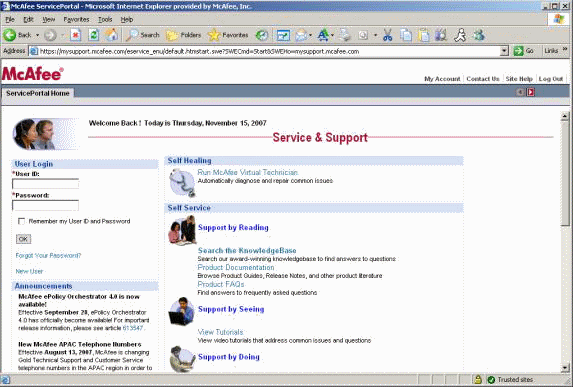 McAfee ServicePortal - Microsoft Internet Explorer provided by McAfee, Inc.
File Edit View Favorites Tools Help
Back Search Favorites
Address https://mysupport.mcafee.com/eservice_enu/default.htmstart.swe?SWECmd=Start&SWEHo=mysupport.mcafee.com Go Links »
McAfee®
My Account | Contact Us | Site Help | Log Out |
ServicePortal Home
Welcome Back ! Today is Thursday, November 15, 2007
Service & Support
User Login
*User ID:
*Password:
Remember my User ID and Password
OK
Forgot Your Password?
New User
Announcements
McAfee ePolicy Orchestrator 4.0 is now
available!
Effective September 28, ePolicy Orchestrator
4.0 has become officially available! For important
release information, please see article 613547 .
New McAfee APAC Telephone Numbers
Effective August 13, 2007, McAfee is changing
Gold Technical Support and Customer Service
telephone numbers in the APAC region in order to
Self Healing
Run McAfee Virtual Technician
Automatically diagnose and repair common issues
Self Service
Support by Reading
Search the KnowledgeBase
Search our award-winning knowledgebase to find answers to questions
Product Documentation
Browse Product Guides, Release Notes, and other product literature
Product FAQs
Find answers to frequently asked questions
Support by Seeing
View Tutorials
View video tutorials that address common issues and questions
Support by Doing
Trusted sites